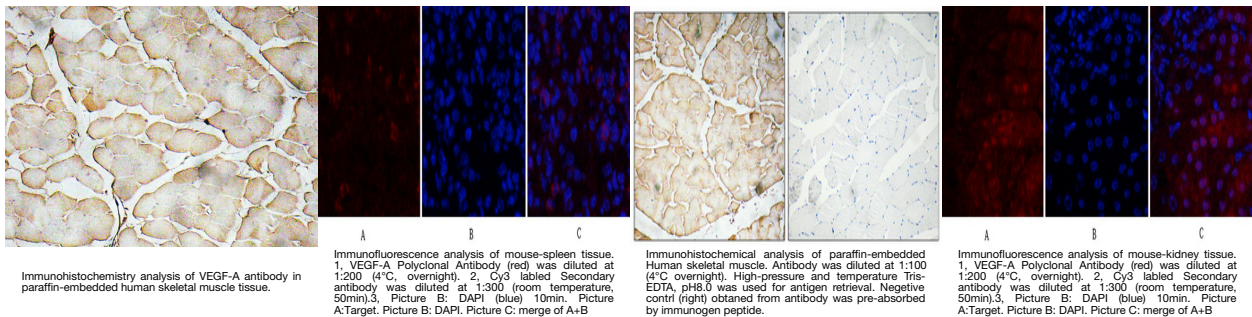 A
B
C
A
B
C
Immunohistochemistry analysis of VEGF-A antibody in
paraffin-embedded human skeletal muscle tissue.
Immunofluorescence analysis of mouse-spleen tissue.
1, VEGF-A Polyclonal Antibody (red) was diluted at
1:200 (4°C, overnight). 2, Cy3 labled Secondary
antibody was diluted at 1:300 (room temperature,
50min).3, Picture B: DAPI (blue) 10min. Picture
A:Target. Picture B: DAPI. Picture C: merge of A+B
Immunohistochemical analysis of paraffin-embedded
Human skeletal muscle. Antibody was diluted at 1:100
(4°C overnight). High-pressure and temperature Tris-
EDTA, pH8.0 was used for antigen retrieval. Negetive
contrl (right) obtaned from antibody was pre-absorbed
by immunogen peptide.
Immunofluorescence analysis of mouse-kidney tissue.
1, VEGF-A Polyclonal Antibody (red) was diluted at
1:200 (4°C, overnight). 2, Cy3 labled Secondary
antibody was diluted at 1:300 (room temperature,
50min).3, Picture B: DAPI (blue) 10min. Picture
A:Target. Picture B: DAPI. Picture C: merge of A+B